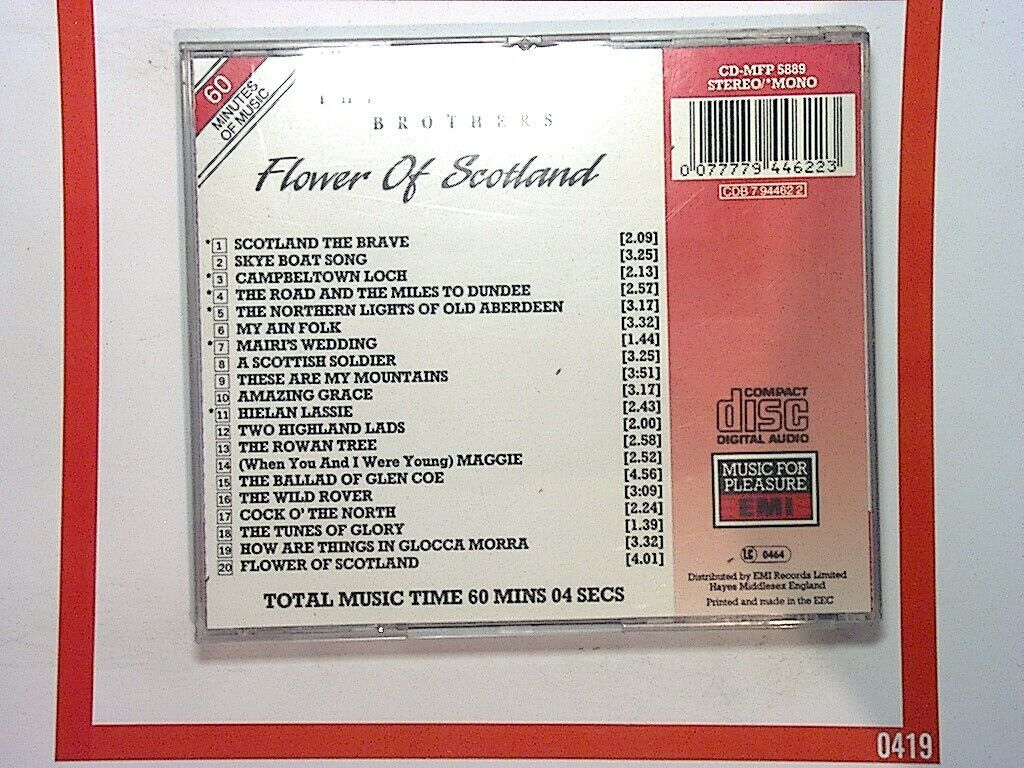 60
MINUTES
OF MUSIC
BROTHERS
Flower Of Scotland
* 1 SCOTLAND THE BRAVE [2.09]
2 SKYE BOAT SONG [3.25]
* 3 CAMPBELTOWN LOCH [2.13]
* 4 THE ROAD AND THE MILES TO DUNDEE [2.57]
* 5 THE NORTHERN LIGHTS OF OLD ABERDEEN [3.17]
6 MY AIN FOLK [3.32]
* 7 MAIRI'S WEDDING [1.44]
8 A SCOTTISH SOLDIER [3.25]
9 THESE ARE MY MOUNTAINS [3:51]
10 AMAZING GRACE [3.17]
* 11 HIELAN LASSIE [2.43]
12 TWO HIGHLAND LADS [2.00]
13 THE ROWAN TREE [2.58]
14 (When You And I Were Young) MAGGIE [2.52]
15 THE BALLAD OF GLEN COE [4.56]
16 THE WILD ROVER [3:09]
17 COCK O' THE NORTH [2.24]
18 THE TUNES OF GLORY [1.39]
19 HOW ARE THINGS IN GLOCCA MORRA [3.32]
20 FLOWER OF SCOTLAND [4.01]
TOTAL MUSIC TIME 60 MINS 04 SECS
CD-MFP 5889
STEREO/*MONO
0 077779 446223
CDB 7 94462 2
COMPACT
disc
DIGITAL AUDIO
MUSIC FOR
PLEASURE
EMI
LC 0464
Distributed by EMI Records Limited
Hayes Middlesex England
Printed and made in the EEC
0419